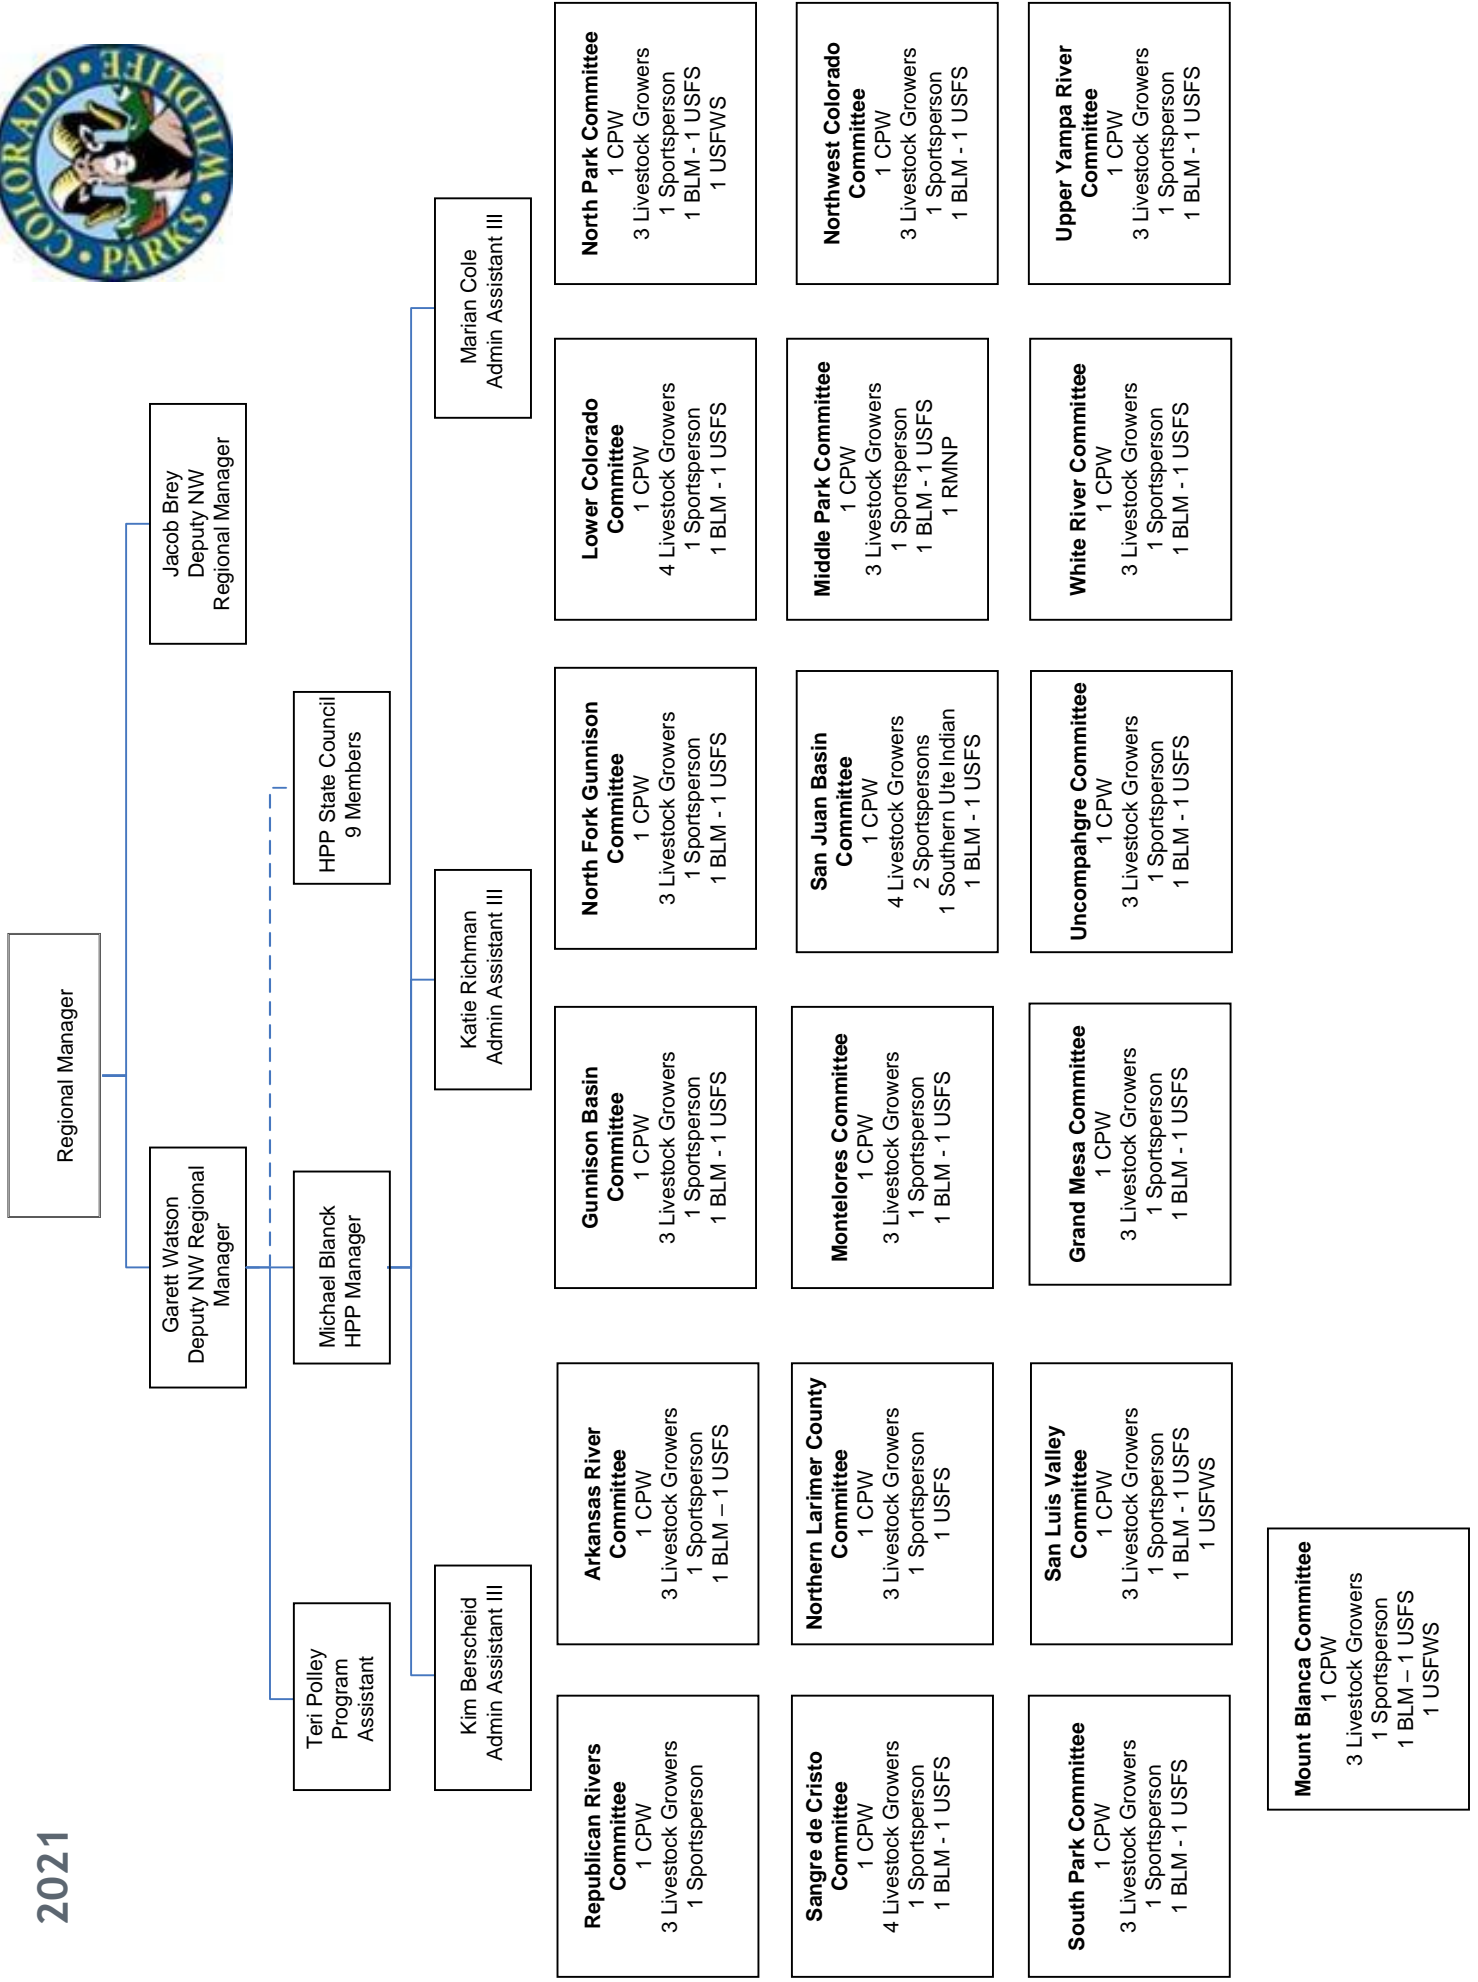 2021
COLORADO
PARKS
WILDLIFE
Regional Manager
Garett Watson
Deputy NW Regional
Manager
Jacob Brey
Deputy NW
Regional Manager
Teri Polley
Program
Assistant
Michael Blanck
HPP Manager
HPP State Council
9 Members
Kim Berscheid
Admin Assistant III
Katie Richman
Admin Assistant III
Marian Cole
Admin Assistant III
Republican Rivers
Committee
1 CPW
3 Livestock Growers
1 Sportsperson
Arkansas River
Committee
1 CPW
3 Livestock Growers
1 Sportsperson
1 BLM – 1 USFS
Gunnison Basin
Committee
1 CPW
3 Livestock Growers
1 Sportsperson
1 BLM - 1 USFS
North Fork Gunnison
Committee
1 CPW
3 Livestock Growers
1 Sportsperson
1 BLM - 1 USFS
Lower Colorado
Committee
1 CPW
4 Livestock Growers
1 Sportsperson
1 BLM - 1 USFS
North Park Committee
1 CPW
3 Livestock Growers
1 Sportsperson
1 BLM - 1 USFS
1 USFWS
Sangre de Cristo
Committee
1 CPW
4 Livestock Growers
1 Sportsperson
1 BLM - 1 USFS
Northern Larimer County
Committee
1 CPW
3 Livestock Growers
1 Sportsperson
1 USFS
Montelores Committee
1 CPW
3 Livestock Growers
1 Sportsperson
1 BLM - 1 USFS
San Juan Basin
Committee
1 CPW
4 Livestock Growers
2 Sportspersons
1 Southern Ute Indian
1 BLM - 1 USFS
Middle Park Committee
1 CPW
3 Livestock Growers
1 Sportsperson
1 BLM - 1 USFS
1 RMNP
Northwest Colorado
Committee
1 CPW
3 Livestock Growers
1 Sportsperson
1 BLM - 1 USFS
South Park Committee
1 CPW
3 Livestock Growers
1 Sportsperson
1 BLM - 1 USFS
San Luis Valley
Committee
1 CPW
3 Livestock Growers
1 Sportsperson
1 BLM - 1 USFS
1 USFWS
Grand Mesa Committee
1 CPW
3 Livestock Growers
1 Sportsperson
1 BLM - 1 USFS
Uncompahgre Committee
1 CPW
3 Livestock Growers
1 Sportsperson
1 BLM - 1 USFS
White River Committee
1 CPW
3 Livestock Growers
1 Sportsperson
1 BLM - 1 USFS
Upper Yampa River
Committee
1 CPW
3 Livestock Growers
1 Sportsperson
1 BLM - 1 USFS
Mount Blanca Committee
1 CPW
3 Livestock Growers
1 Sportsperson
1 BLM – 1 USFS
1 USFWS